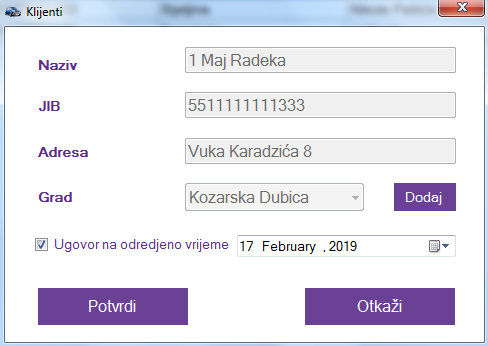 Klijenti
Naziv 1 Maj Radeka
JIB 5511111111333
Adresa Vuka Karadzića 8
Grad Kozarska Dubica Dodaj
Ugovor na odredjeno vrijeme 17 February , 2019
Potvrdi Otkaži